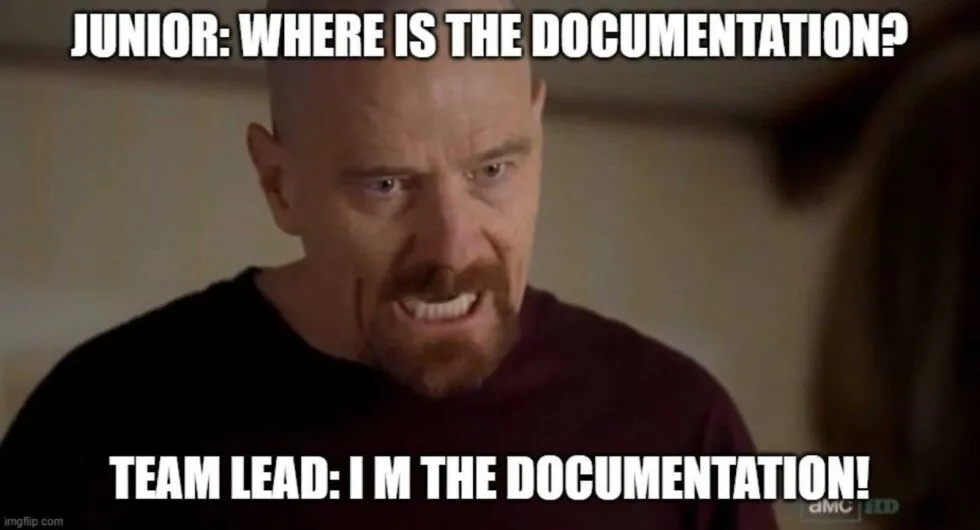 JUNIOR: WHERE IS THE DOCUMENTATION?
TEAM LEAD: I M THE DOCUMENTATION!
aMC HD
imgflip.com